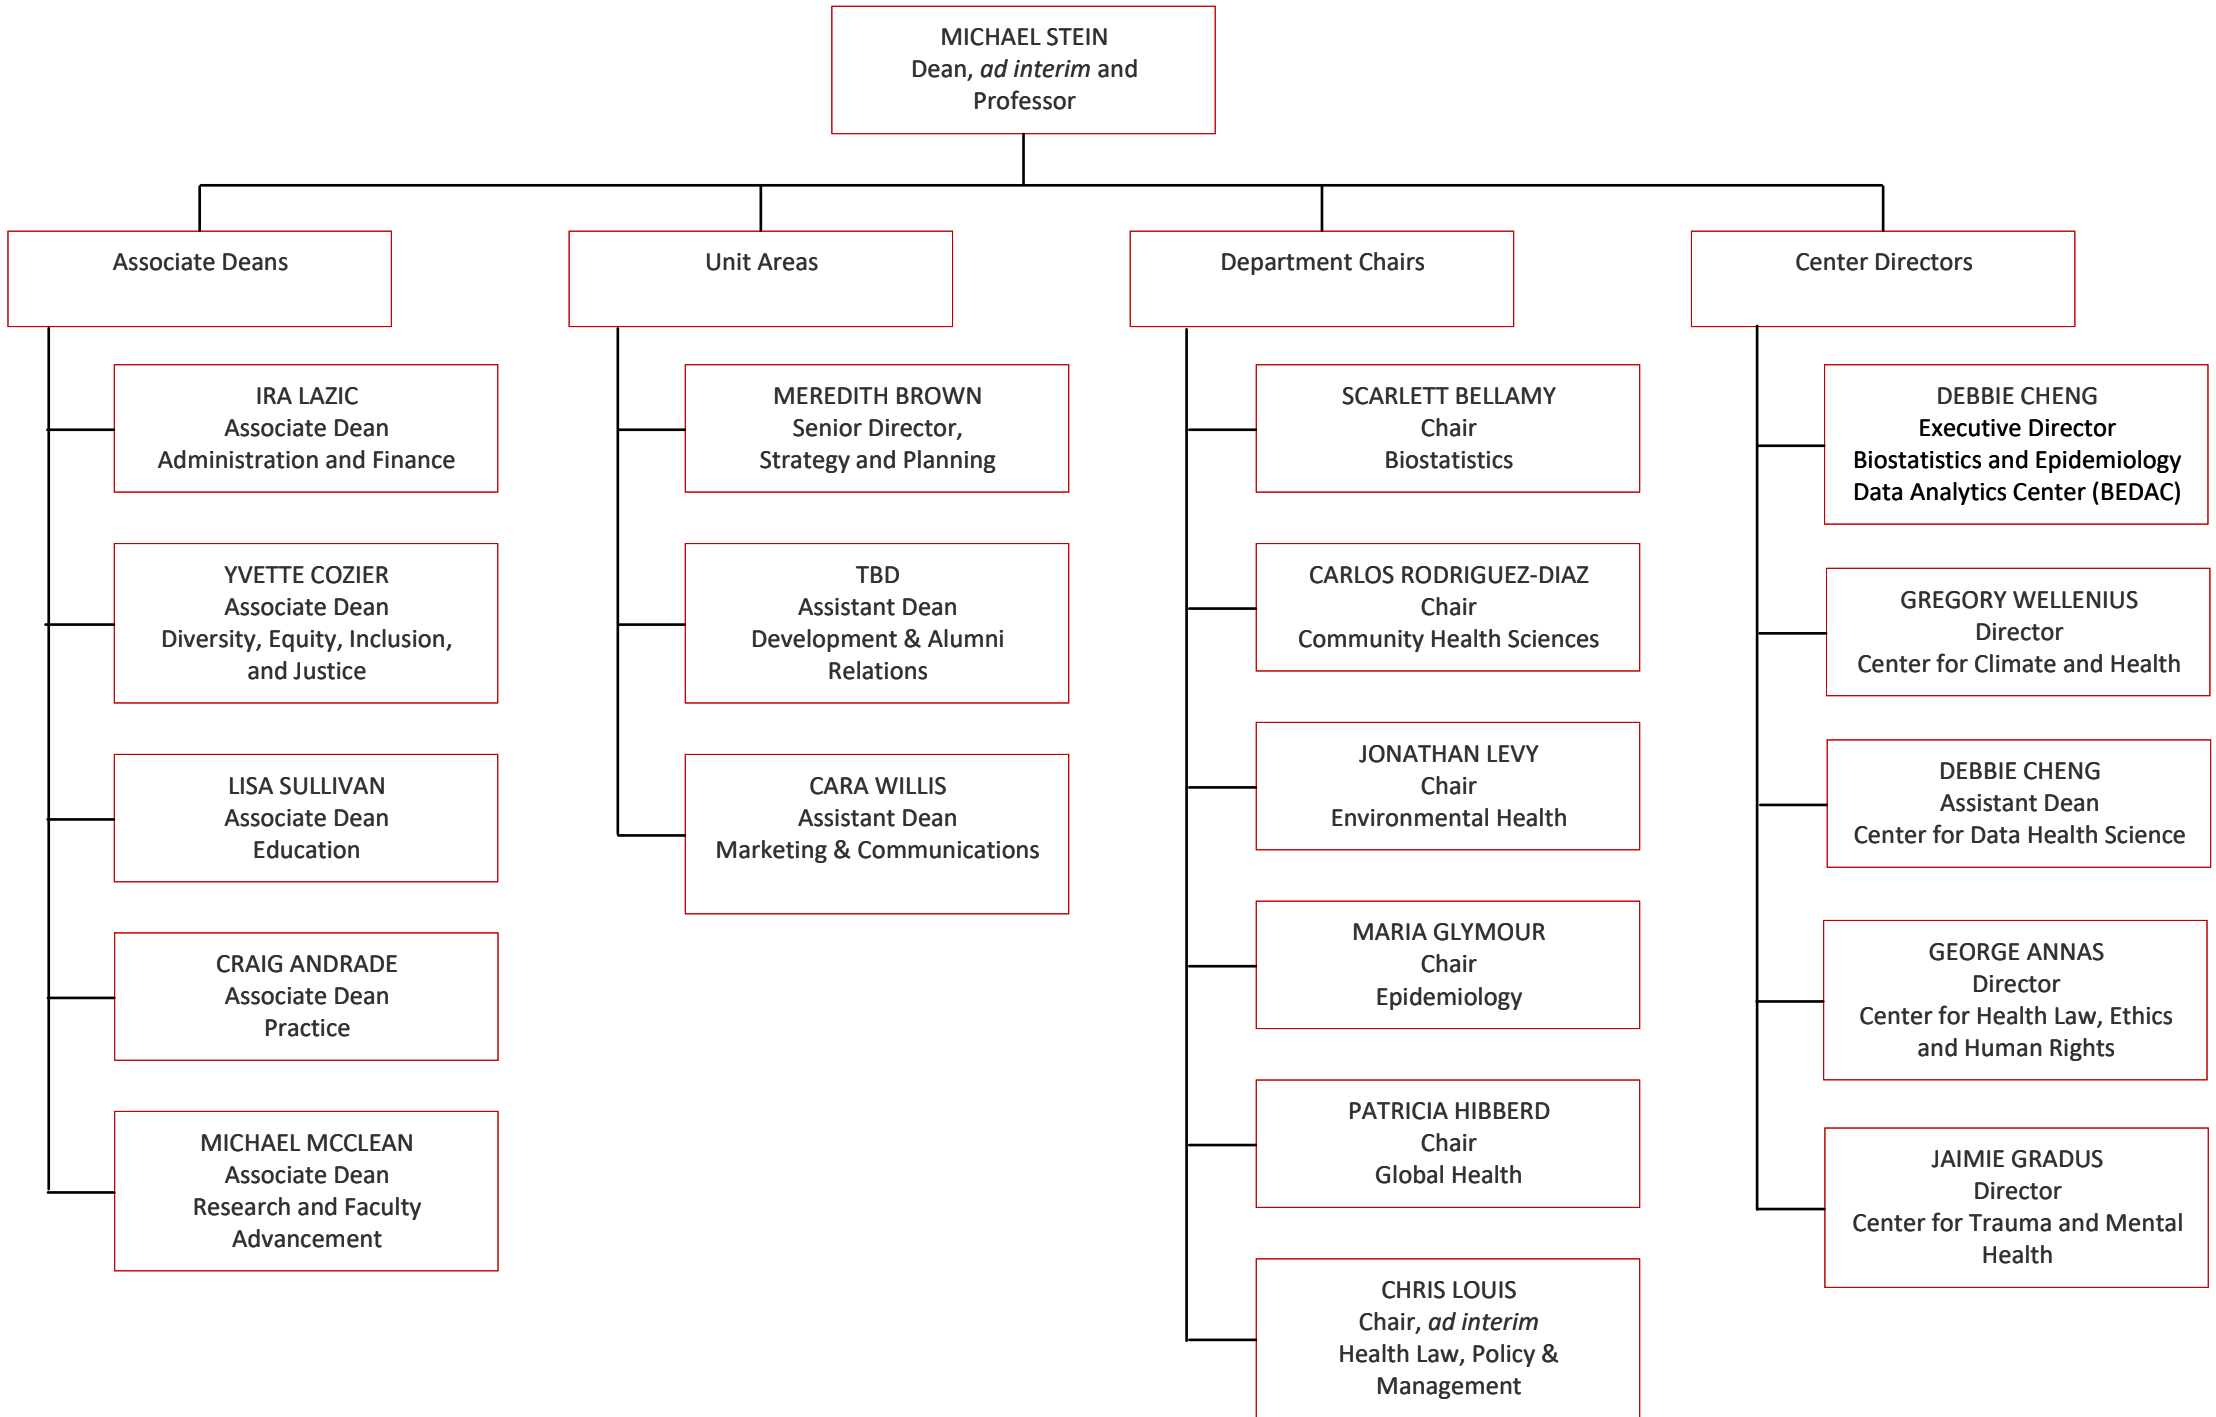 MICHAEL STEIN
Dean, ad interim and
Professor
Associate Deans
Unit Areas
Department Chairs
Center Directors
IRA LAZIC
Associate Dean
Administration and Finance
YVETTE COZIER
Associate Dean
Diversity, Equity, Inclusion,
and Justice
LISA SULLIVAN
Associate Dean
Education
CRAIG ANDRADE
Associate Dean
Practice
MICHAEL MCCLEAN
Associate Dean
Research and Faculty
Advancement
MEREDITH BROWN
Senior Director,
Strategy and Planning
TBD
Assistant Dean
Development & Alumni
Relations
CARA WILLIS
Assistant Dean
Marketing & Communications
SCARLETT BELLAMY
Chair
Biostatistics
CARLOS RODRIGUEZ-DIAZ
Chair
Community Health Sciences
JONATHAN LEVY
Chair
Environmental Health
MARIA GLYMOUR
Chair
Epidemiology
PATRICIA HIBBERD
Chair
Global Health
CHRIS LOUIS
Chair, ad interim
Health Law, Policy &
Management
DEBBIE CHENG
Executive Director
Biostatistics and Epidemiology
Data Analytics Center (BEDAC)
GREGORY WELLENIUS
Director
Center for Climate and Health
DEBBIE CHENG
Assistant Dean
Center for Data Health Science
GEORGE ANNAS
Director
Center for Health Law, Ethics
and Human Rights
JAIMIE GRADUS
Director
Center for Trauma and Mental
Health